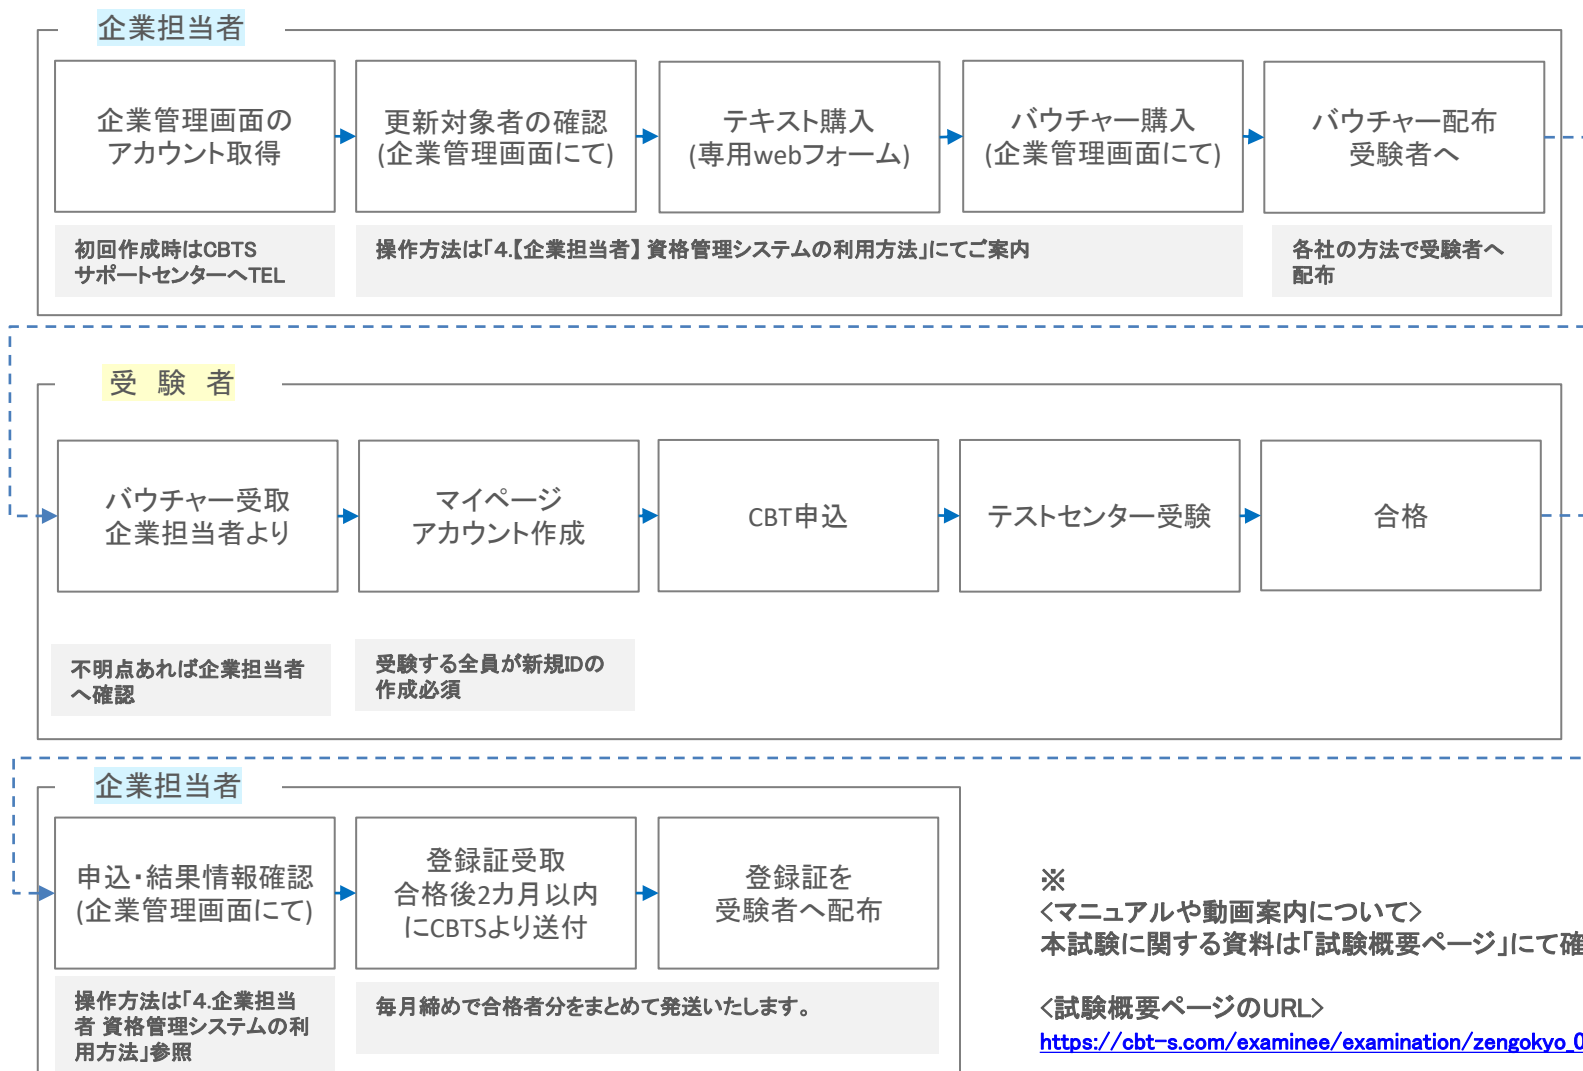 企業担当者
企業管理画面の
アカウント取得
更新対象者の確認
(企業管理画面にて)
テキスト購入
(専用webフォーム)
バウチャー購入
(企業管理画面にて)
バウチャー配布
受験者へ
初回作成時はCBTS
サポートセンターへTEL
操作方法は「4.【企業担当者】 資格管理システムの利用方法」にてご案内
各社の方法で受験者へ
配布
受 験 者
バウチャー受取
企業担当者より
マイページ
アカウント作成
CBT申込
テストセンター受験
合格
不明点あれば企業担当者
へ確認
受験する全員が新規IDの
作成必須
企業担当者
申込・結果情報確認
(企業管理画面にて)
登録証受取
合格後2カ月以内
にCBTSより送付
登録証を
受験者へ配布
操作方法は「4.企業担当
者 資格管理システムの利
用方法」参照
毎月締めで合格者分をまとめて発送いたします。
※
<マニュアルや動画案内について>
本試験に関する資料は「試験概要ページ」にて確
<試験概要ページのURL>
https://cbt-s.com/examinee/examination/zengokyo_0